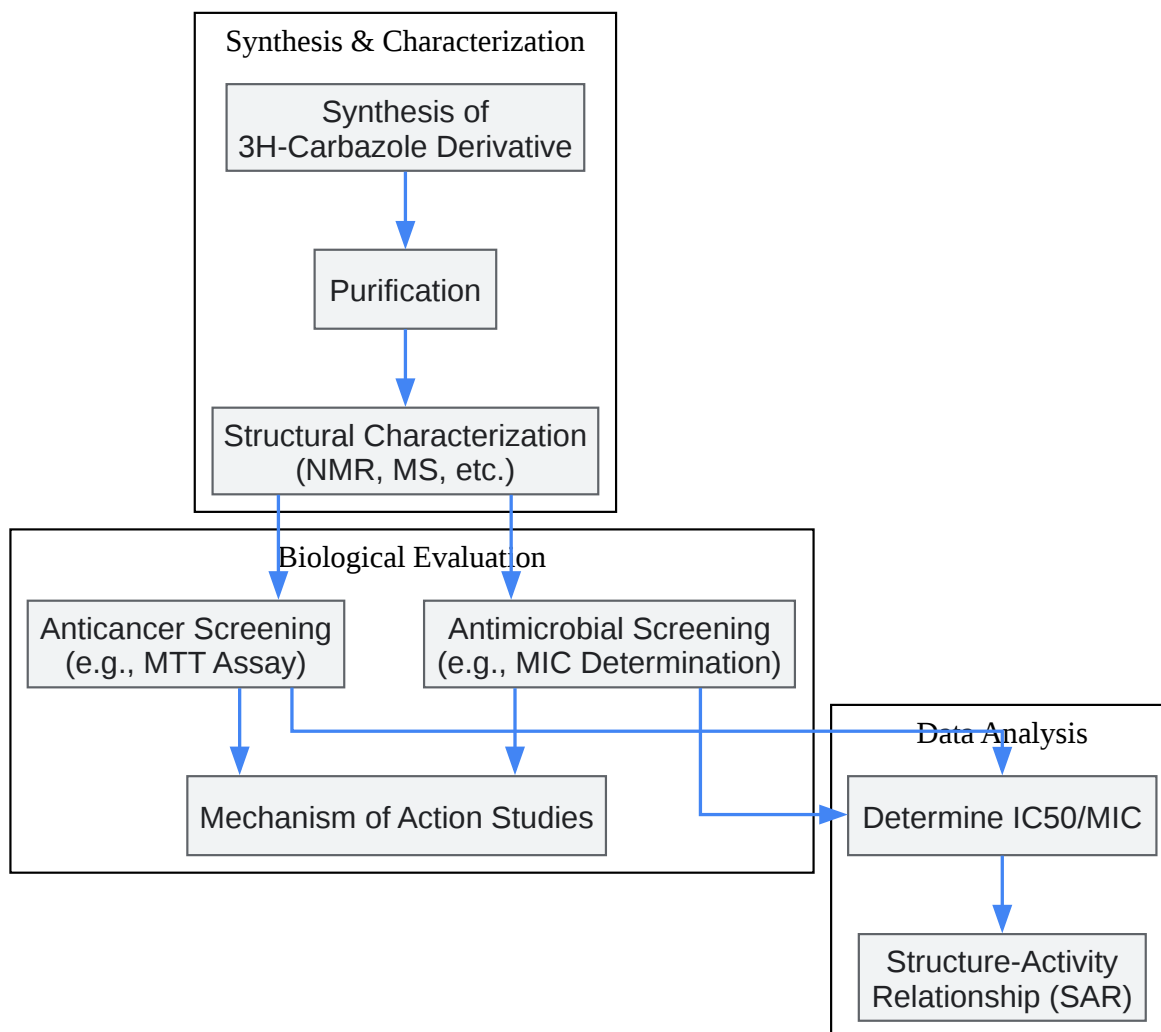 Synthesis & Characterization
Synthesis of
3H-Carbazole Derivative
Purification
Structural Characterization
(NMR, MS, etc.)
Biological Evaluation
Anticancer Screening
(e.g., MTT Assay)
Antimicrobial Screening
(e.g., MIC Determination)
Mechanism of Action Studies
Data Analysis
Determine IC50/MIC
Structure-Activity
Relationship (SAR)